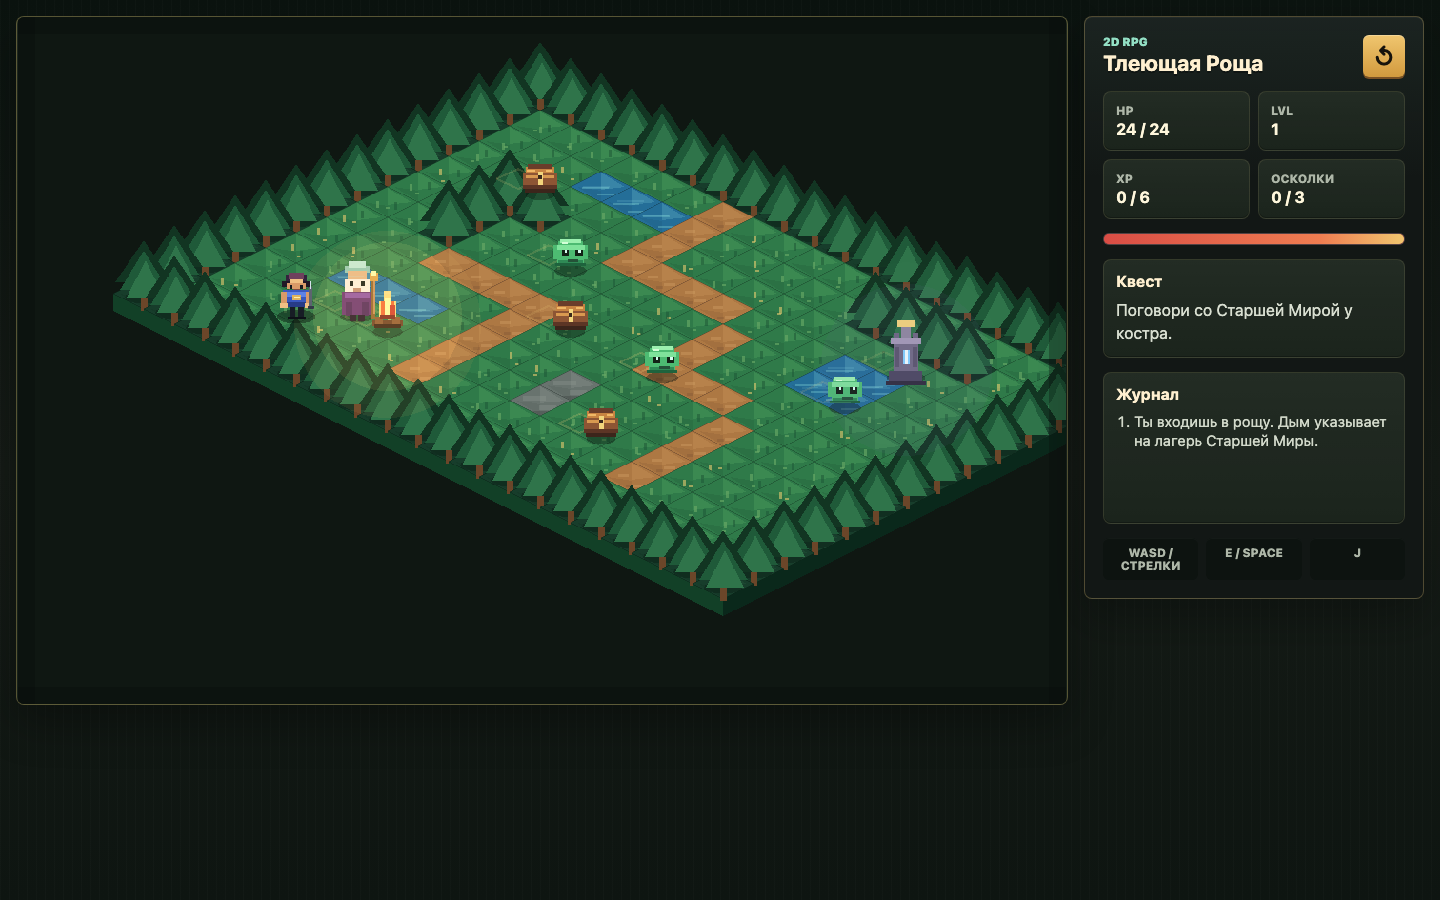 2D RPG
Тлеющая Роща
HP
24 / 24
LVL
1
XP
0 / 6
ОСКОЛКИ
0 / 3
Квест
Поговори со Старшей Мирой у
костра.
Журнал
1. Ты входишь в рощу. Дым указывает
на лагерь Старшей Миры.
WASD /
СТРЕЛКИ
E / SPACE
J